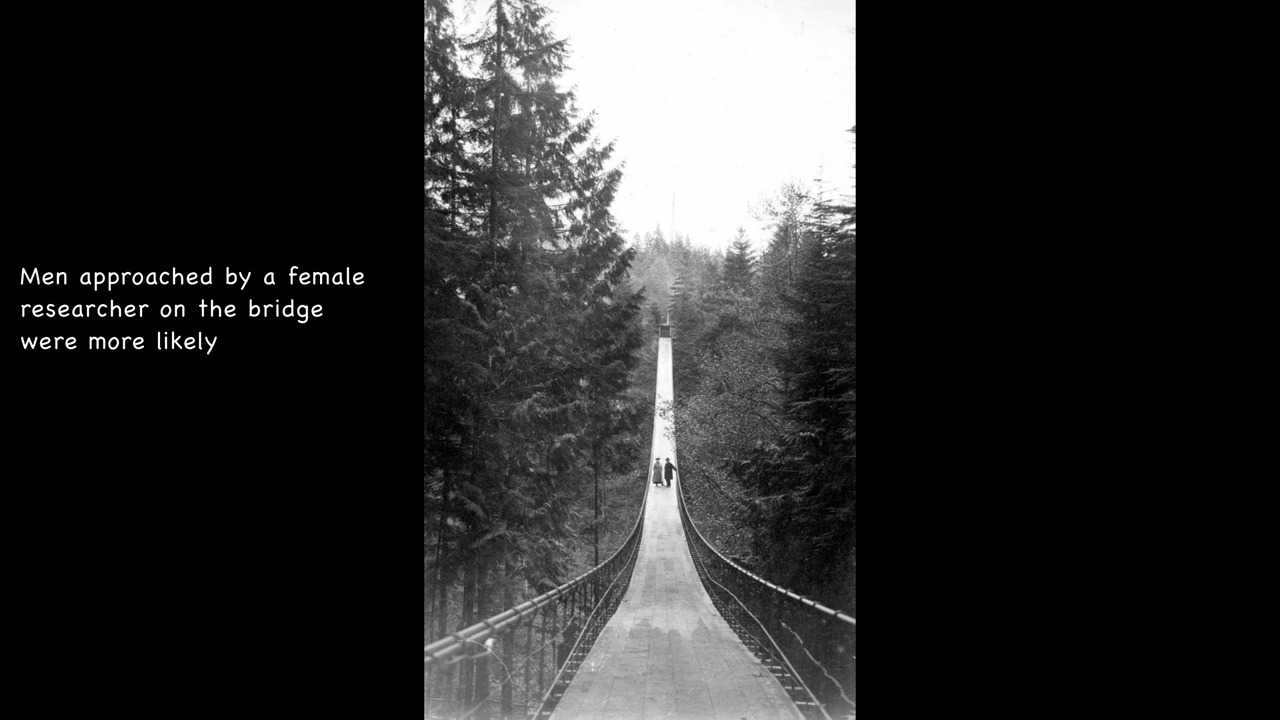 Men approached by a female
researcher on the bridge
were more likely